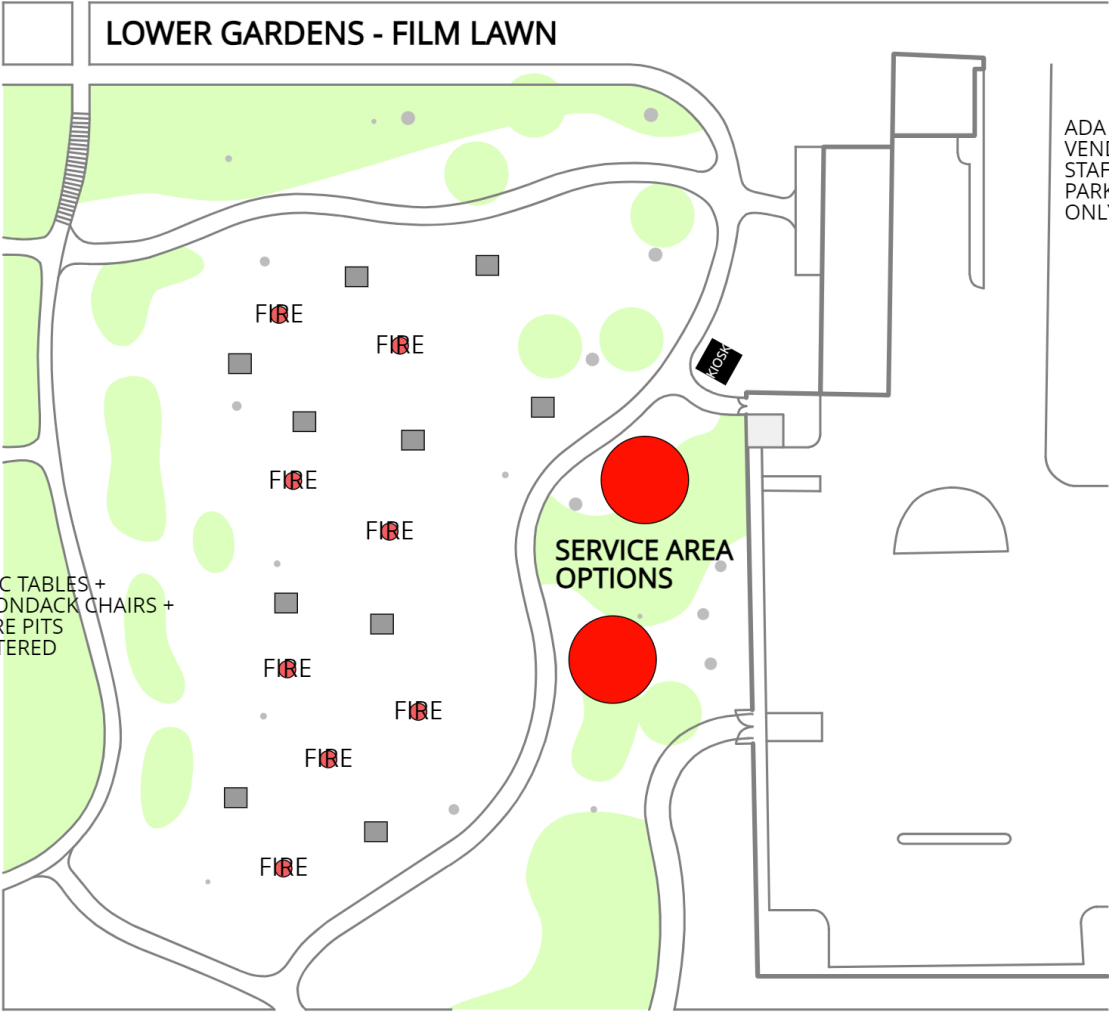 LOWER GARDENS - FILM LAWN
ADA
VEND
STAF
PARK
ONLY
FIRE
FIRE
KIOSK
FIRE
FIRE
SERVICE AREA
OPTIONS
C TABLES +
ONDACK CHAIRS +
RE PITS
TERED
FIRE
FIRE
FIRE
FIRE